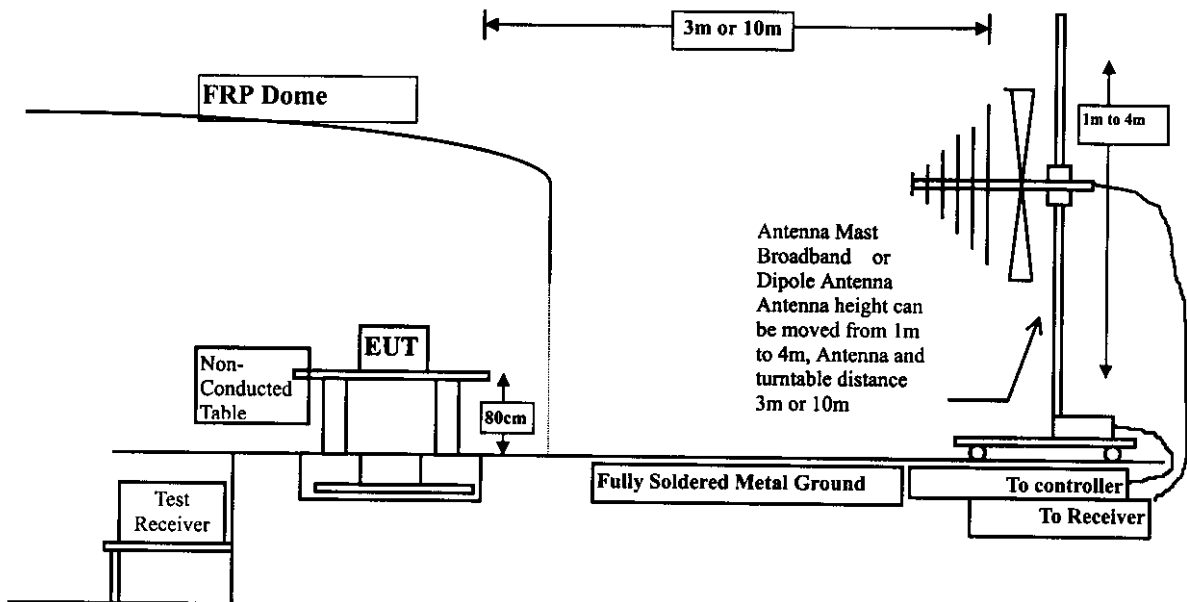 3m or 10m
FRP Dome
1m to 4m
Antenna Mast
Broadband or
Dipole Antenna
Antenna height can
be moved from 1m
to 4m, Antenna and
turntable distance
3m or 10m
EUT
Non-
Conducted
Table
80cm
Fully Soldered Metal Ground
To controller
To Receiver
Test
Receiver